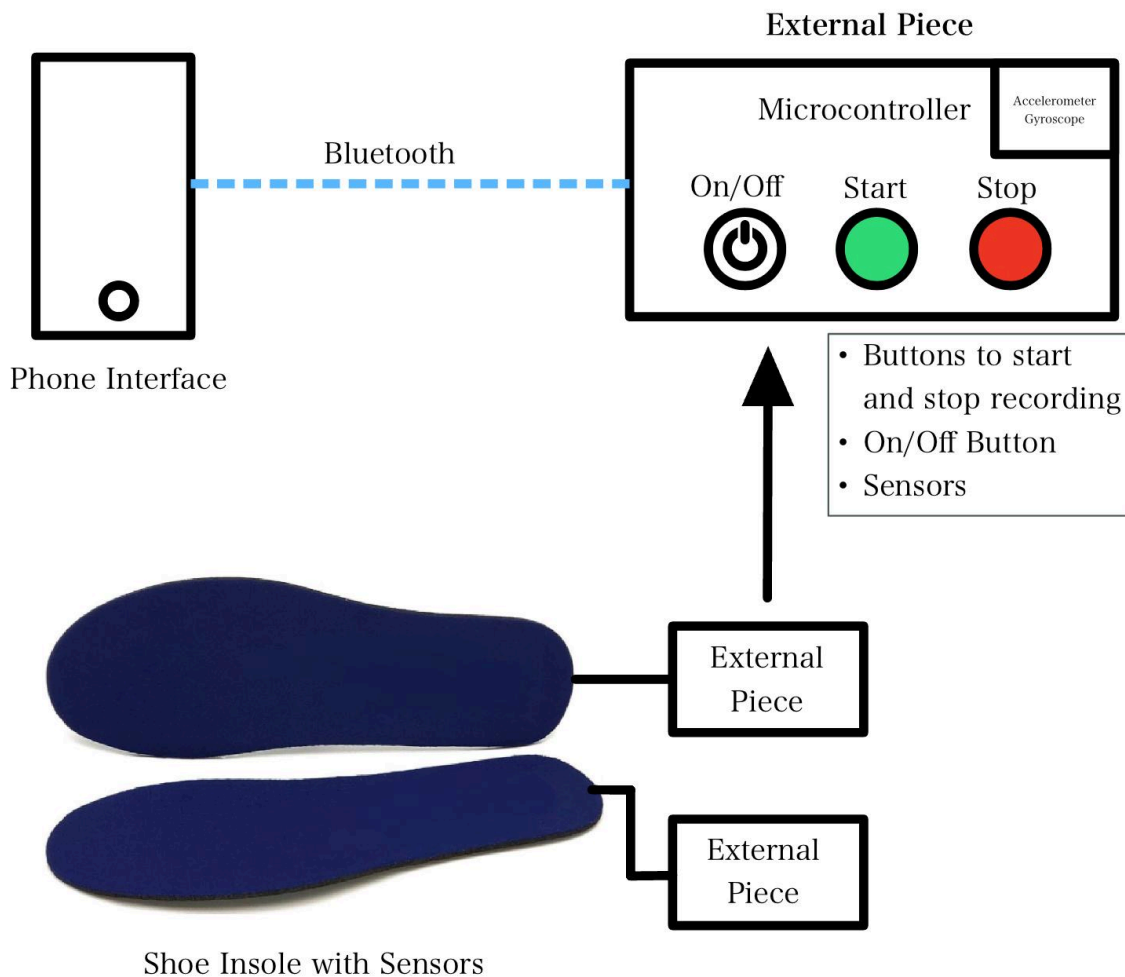 External Piece
Microcontroller
Accelerometer
Gyroscope
Bluetooth
On/Off
Start
Stop
Phone Interface
• Buttons to start
and stop recording
• On/Off Button
• Sensors
External
Piece
External
Piece
Shoe Insole with Sensors